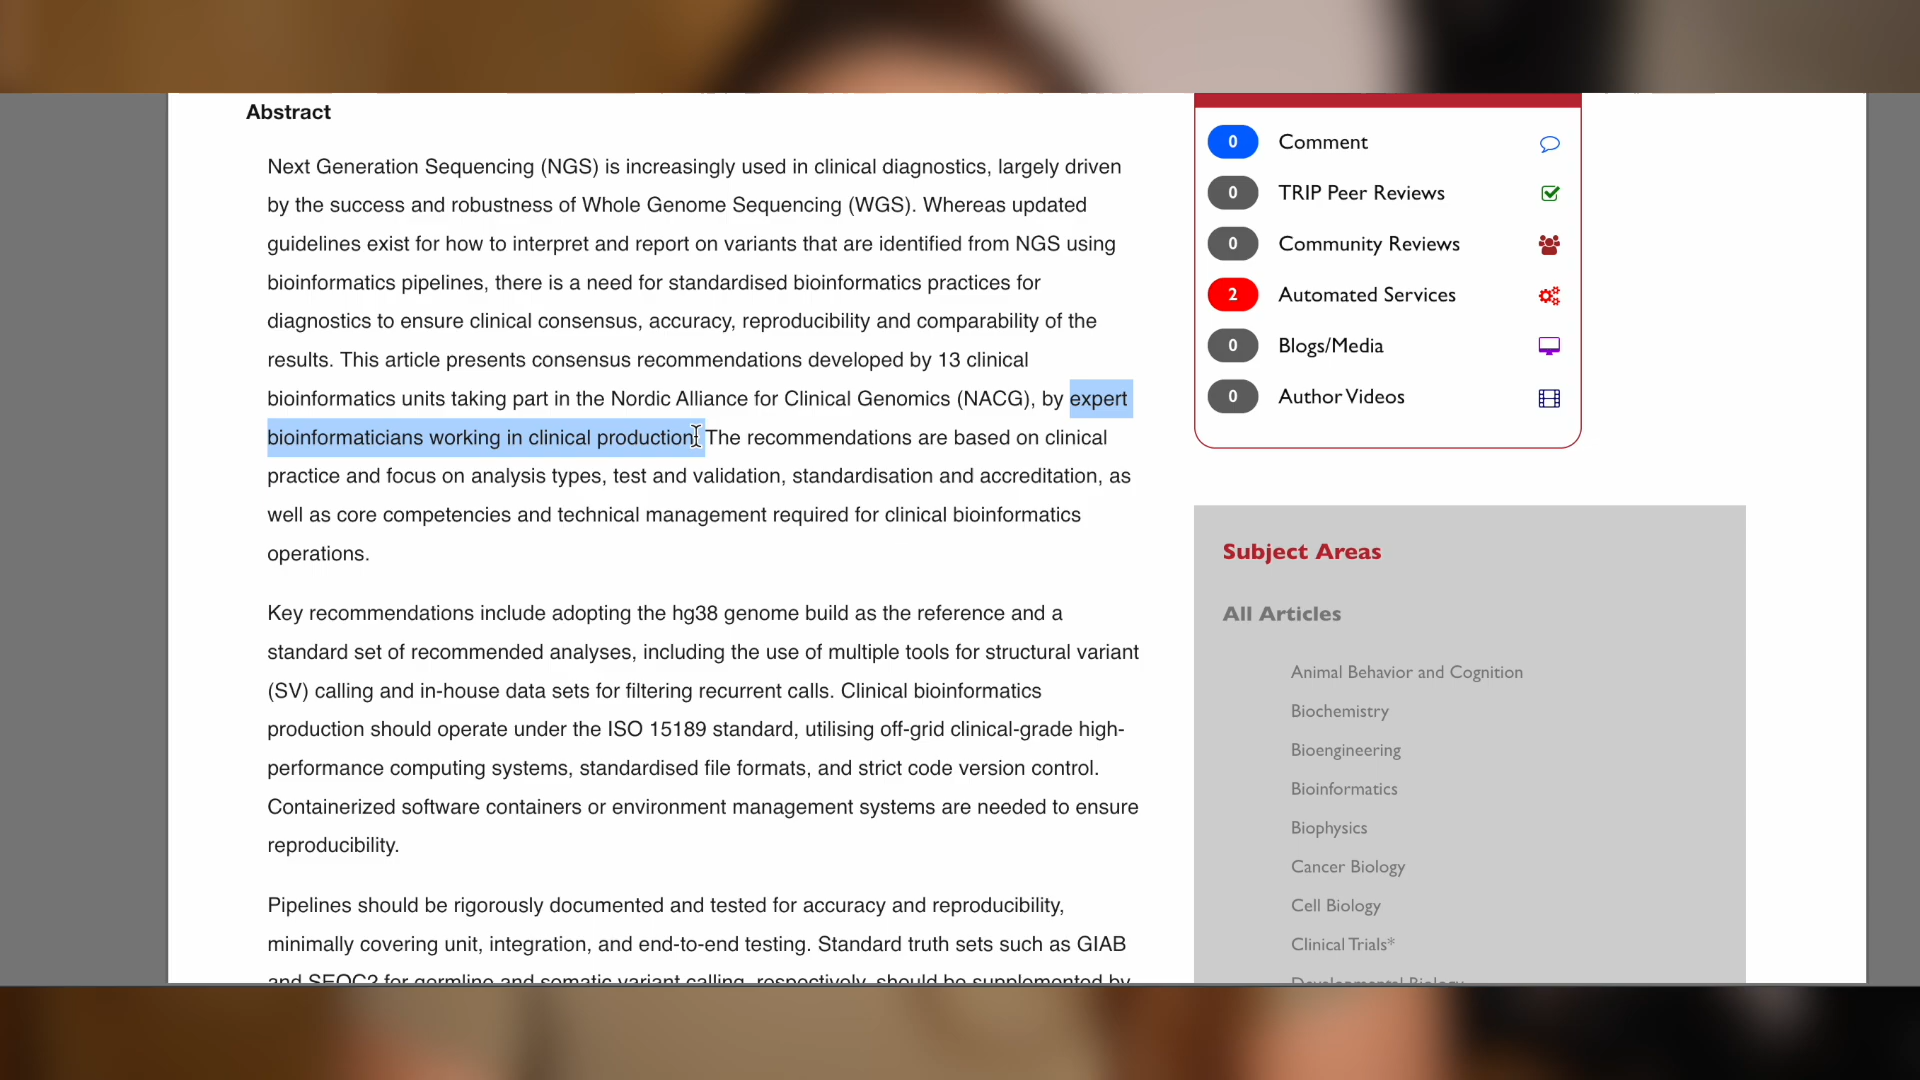 Abstract
Next Generation Sequencing (NGS) is increasingly used in clinical diagnostics, largely driven
by the success and robustness of Whole Genome Sequencing (WGS). Whereas updated
guidelines exist for how to interpret and report on variants that are identified from NGS using
bioinformatics pipelines, there is a need for standardised bioinformatics practices for
diagnostics to ensure clinical consensus, accuracy, reproducibility and comparability of the
results. This article presents consensus recommendations developed by 13 clinical
bioinformatics units taking part in the Nordic Alliance for Clinical Genomics (NACG), by expert
bioinformaticians working in clinical production. The recommendations are based on clinical
practice and focus on analysis types, test and validation, standardisation and accreditation, as
well as core competencies and technical management required for clinical bioinformatics
operations.
Key recommendations include adopting the hg38 genome build as the reference and a
standard set of recommended analyses, including the use of multiple tools for structural variant
(SV) calling and in-house data sets for filtering recurrent calls. Clinical bioinformatics
production should operate under the ISO 15189 standard, utilising off-grid clinical-grade high-
performance computing systems, standardised file formats, and strict code version control.
Containerized software containers or environment management systems are needed to ensure
reproducibility.
Pipelines should be rigorously documented and tested for accuracy and reproducibility,
minimally covering unit, integration, and end-to-end testing. Standard truth sets such as GIAB
and SEQC2 for germline and somatic variant calling, respectively, should be supplemented by
0 Comment
0 TRIP Peer Reviews
0 Community Reviews
2 Automated Services
0 Blogs/Media
0 Author Videos
Subject Areas
All Articles
Animal Behavior and Cognition
Biochemistry
Bioengineering
Bioinformatics
Biophysics
Cancer Biology
Cell Biology
Clinical Trials*
Developmental Biology